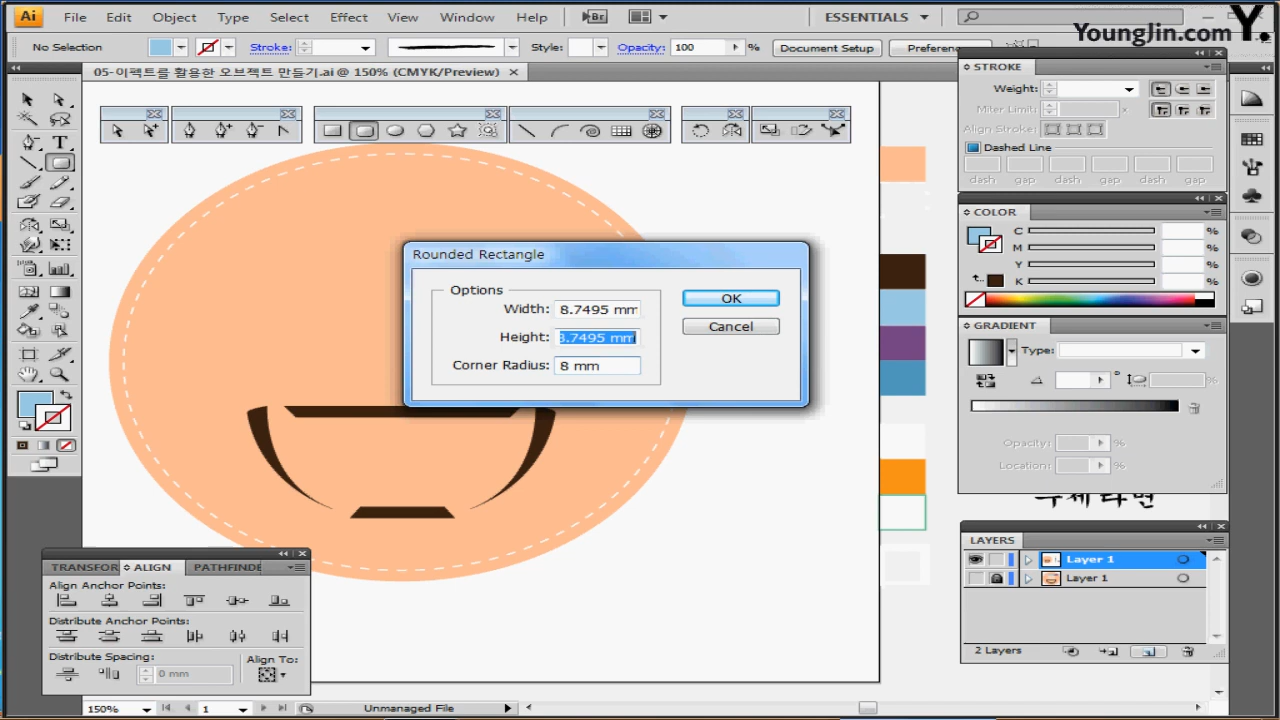 Ai File Edit Object Type Select Effect View Window Help Br ESSENTIALS
YoungJin.com Y.
No Selection Stroke: Style: Opacity: 100 % Document Setup
05-이펙트를 활용한 오브젝트 만들기.ai @ 150% (CMYK/Preview)
STROKE
Weight:
Miter Limit: x
Align Stroke:
Dashed Line
dash gap dash gap dash gap
COLOR
C %
M %
Y %
K %
GRADIENT
Type:
°
%
Opacity: %
Location: %
Rounded Rectangle
Options
Width: 8.7495 mm
Height: 8.7495 mm
Corner Radius: 8 mm
OK
Cancel
T
LAYERS
Layer 1
Layer 1
2 Layers
TRANSFOR ALIGN PATHFINDE
Align Anchor Points:
Distribute Anchor Points:
Distribute Spacing:
0 mm
Align To:
150% 1 Unmanaged File